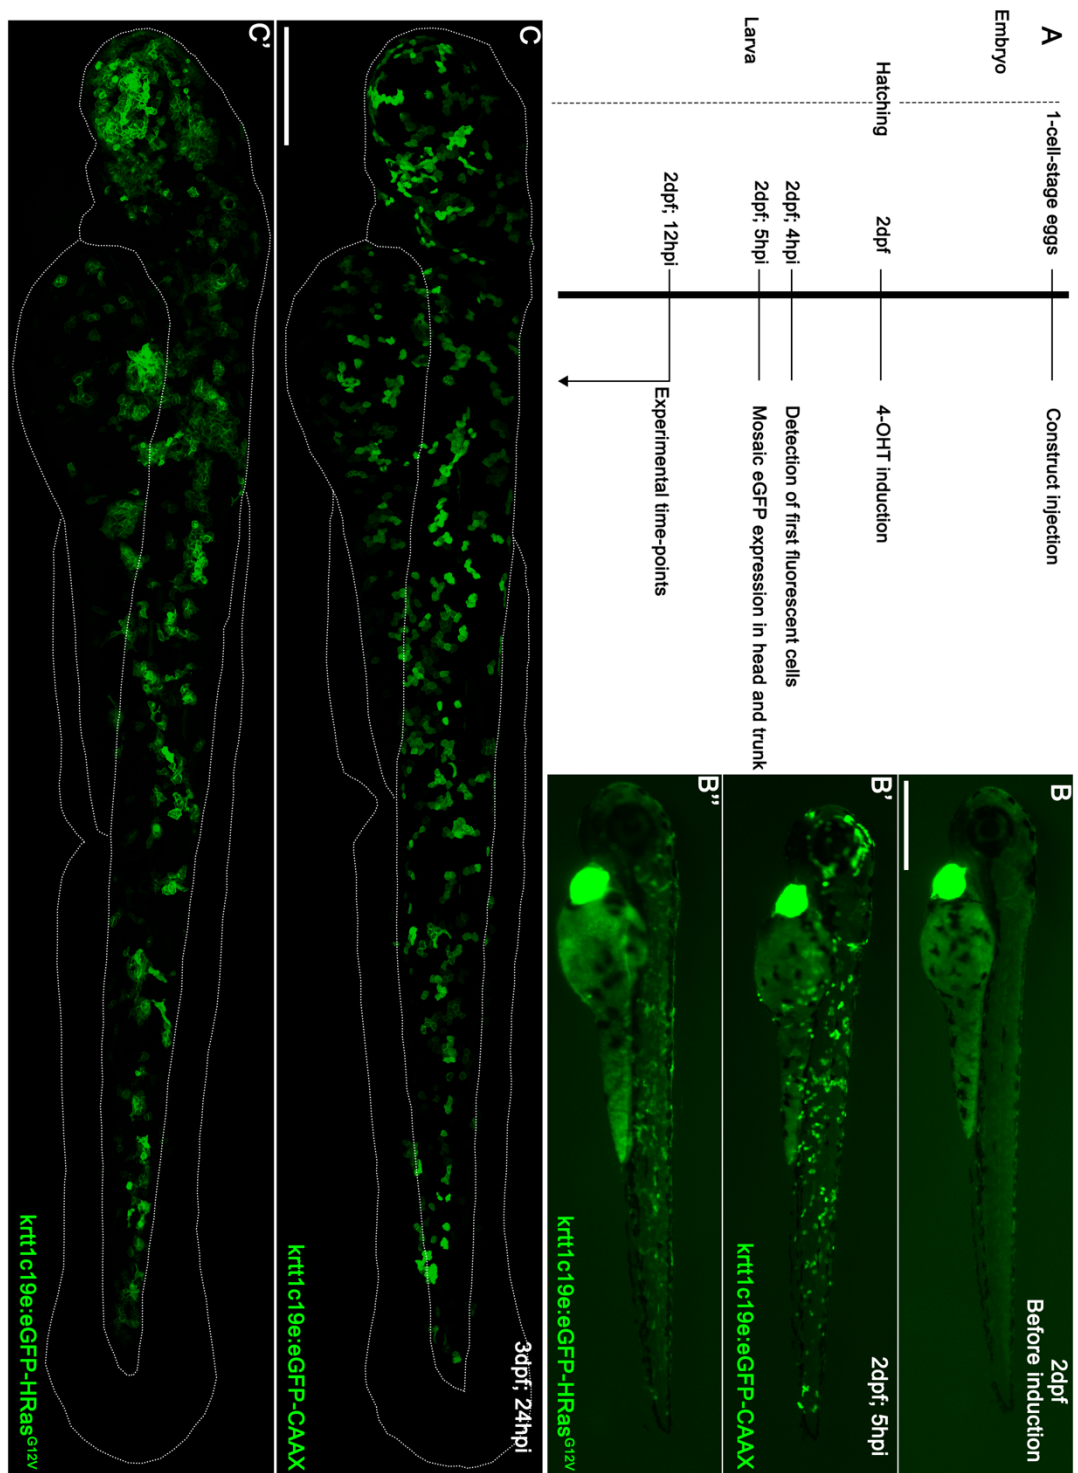 A
Embryo
Hatching
Larva
1-cell-stage eggs
2dpf
2dpf; 4hpi
2dpf; 5hpi
2dpf; 12hpi
Construct injection
4-OHT induction
Detection of first fluorescent cells
Mosaic eGFP expression in head and trunk
Experimental time-points
B
2dpf
Before induction
B'
2dpf; 5hpi
krtt1c19e:eGFP-CAAX
B''
krtt1c19e:eGFP-HRasᴳ¹²ⱽ
C
3dpf; 24hpi
krtt1c19e:eGFP-CAAX
C'
krtt1c19e:eGFP-HRasᴳ¹²ⱽ